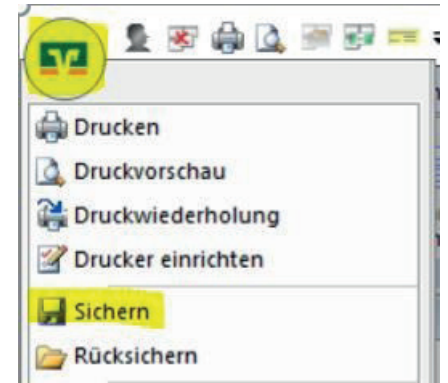 Drucken
Druckvorschau
Druckwiederholung
Drucker einrichten
Sichern
Rücksichern